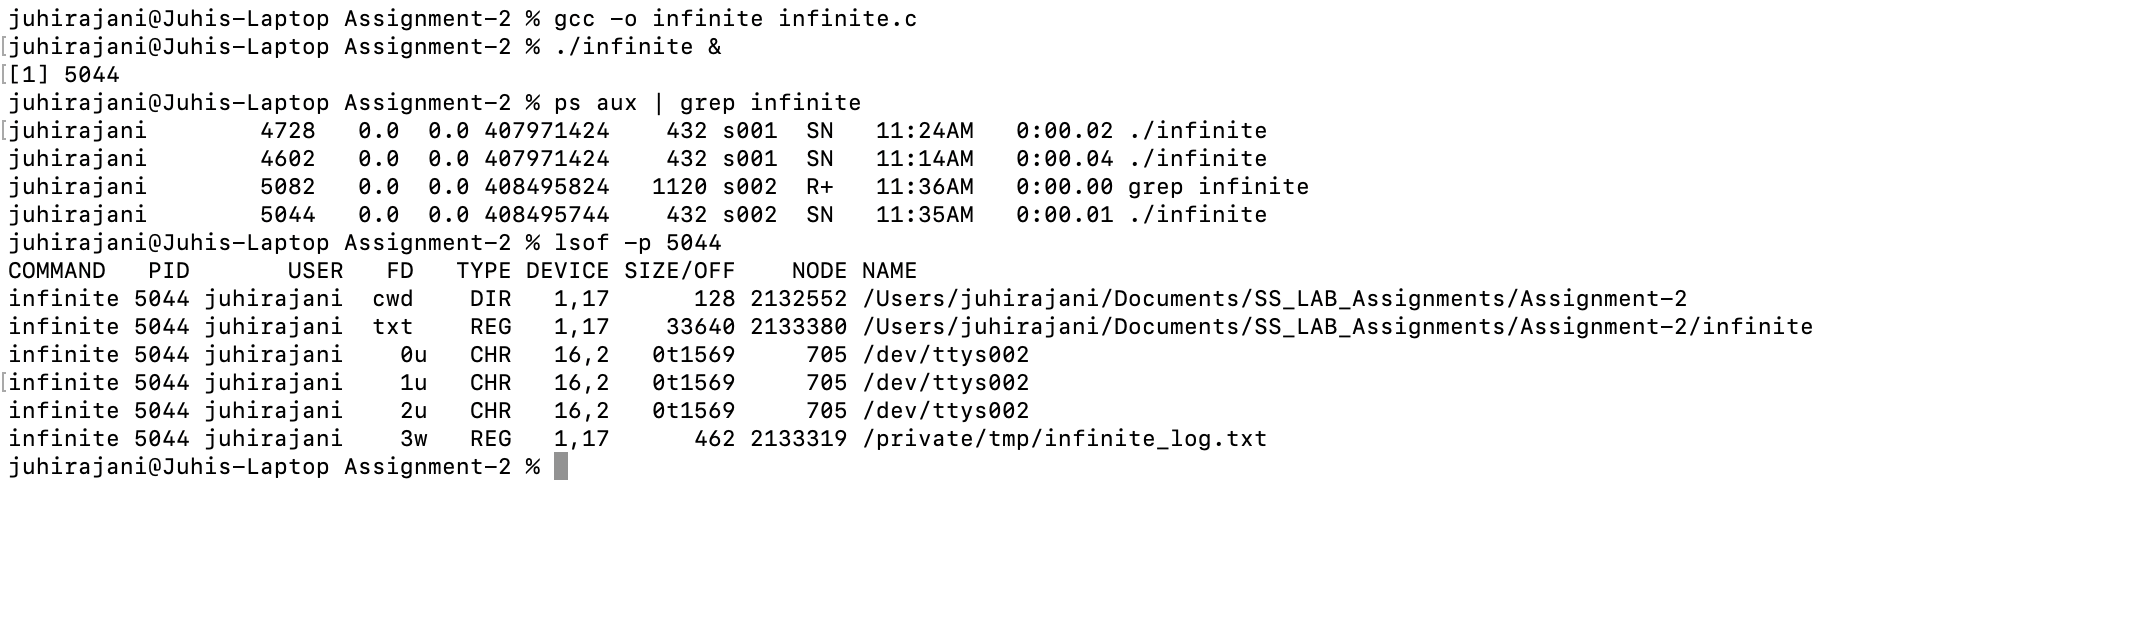 juhirajani@Juhis-Laptop Assignment-2 % gcc -o infinite infinite.c
[juhirajani@Juhis-Laptop Assignment-2 % ./infinite &
[[1] 5044
juhirajani@Juhis-Laptop Assignment-2 % ps aux | grep infinite
[juhirajani        4728   0.0  0.0 407971424    432 s001  SN   11:24AM   0:00.02 ./infinite
juhirajani        4602   0.0  0.0 407971424    432 s001  SN   11:14AM   0:00.04 ./infinite
juhirajani        5082   0.0  0.0 408495824   1120 s002  R+   11:36AM   0:00.00 grep infinite
juhirajani        5044   0.0  0.0 408495744    432 s002  SN   11:35AM   0:00.01 ./infinite
juhirajani@Juhis-Laptop Assignment-2 % lsof -p 5044
COMMAND   PID       USER   FD   TYPE DEVICE SIZE/OFF    NODE NAME
infinite 5044 juhirajani  cwd    DIR   1,17      128 2132552 /Users/juhirajani/Documents/SS_LAB_Assignments/Assignment-2
infinite 5044 juhirajani  txt    REG   1,17    33640 2133380 /Users/juhirajani/Documents/SS_LAB_Assignments/Assignment-2/infinite
infinite 5044 juhirajani    0u   CHR   16,2   0t1569     705 /dev/ttys002
[infinite 5044 juhirajani    1u   CHR   16,2   0t1569     705 /dev/ttys002
infinite 5044 juhirajani    2u   CHR   16,2   0t1569     705 /dev/ttys002
infinite 5044 juhirajani    3w   REG   1,17      462 2133319 /private/tmp/infinite_log.txt
juhirajani@Juhis-Laptop Assignment-2 %